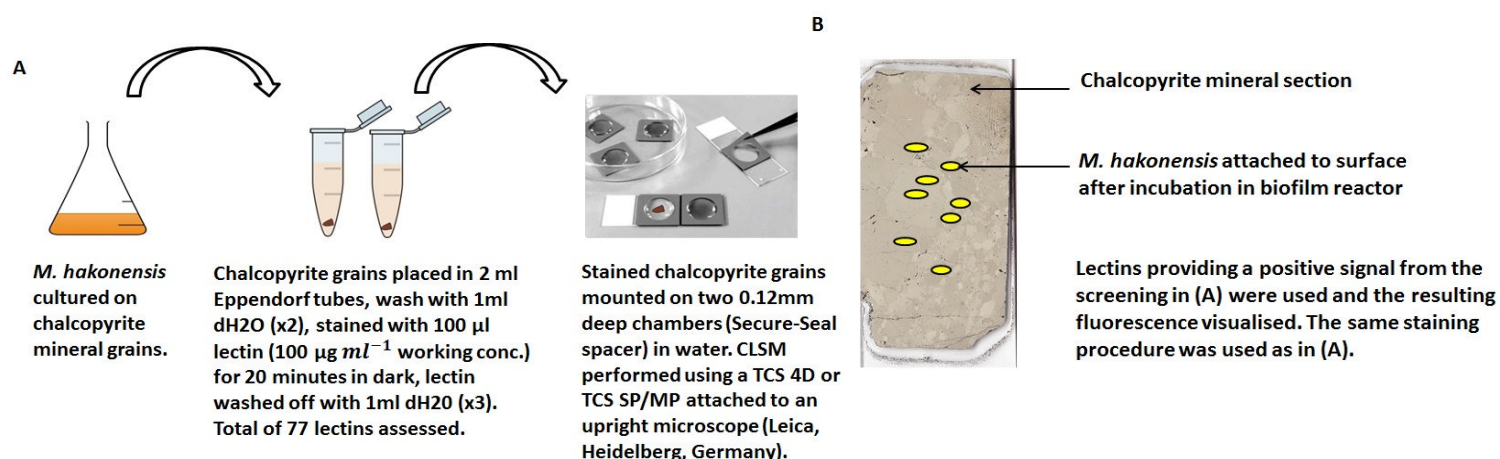 A
M. hakonensis
cultured on
chalcopyrite
mineral grains.
Chalcopyrite grains placed in 2 ml
Eppendorf tubes, wash with 1ml
dH2O (x2), stained with 100 µl
lectin (100 µg ml⁻¹ working conc.)
for 20 minutes in dark, lectin
washed off with 1ml dH20 (x3).
Total of 77 lectins assessed.
Stained chalcopyrite grains
mounted on two 0.12mm
deep chambers (Secure-Seal
spacer) in water. CLSM
performed using a TCS 4D or
TCS SP/MP attached to an
upright microscope (Leica,
Heidelberg, Germany).
B
Chalcopyrite mineral section
M. hakonensis attached to surface
after incubation in biofilm reactor
Lectins providing a positive signal from the
screening in (A) were used and the resulting
fluorescence visualised. The same staining
procedure was used as in (A).